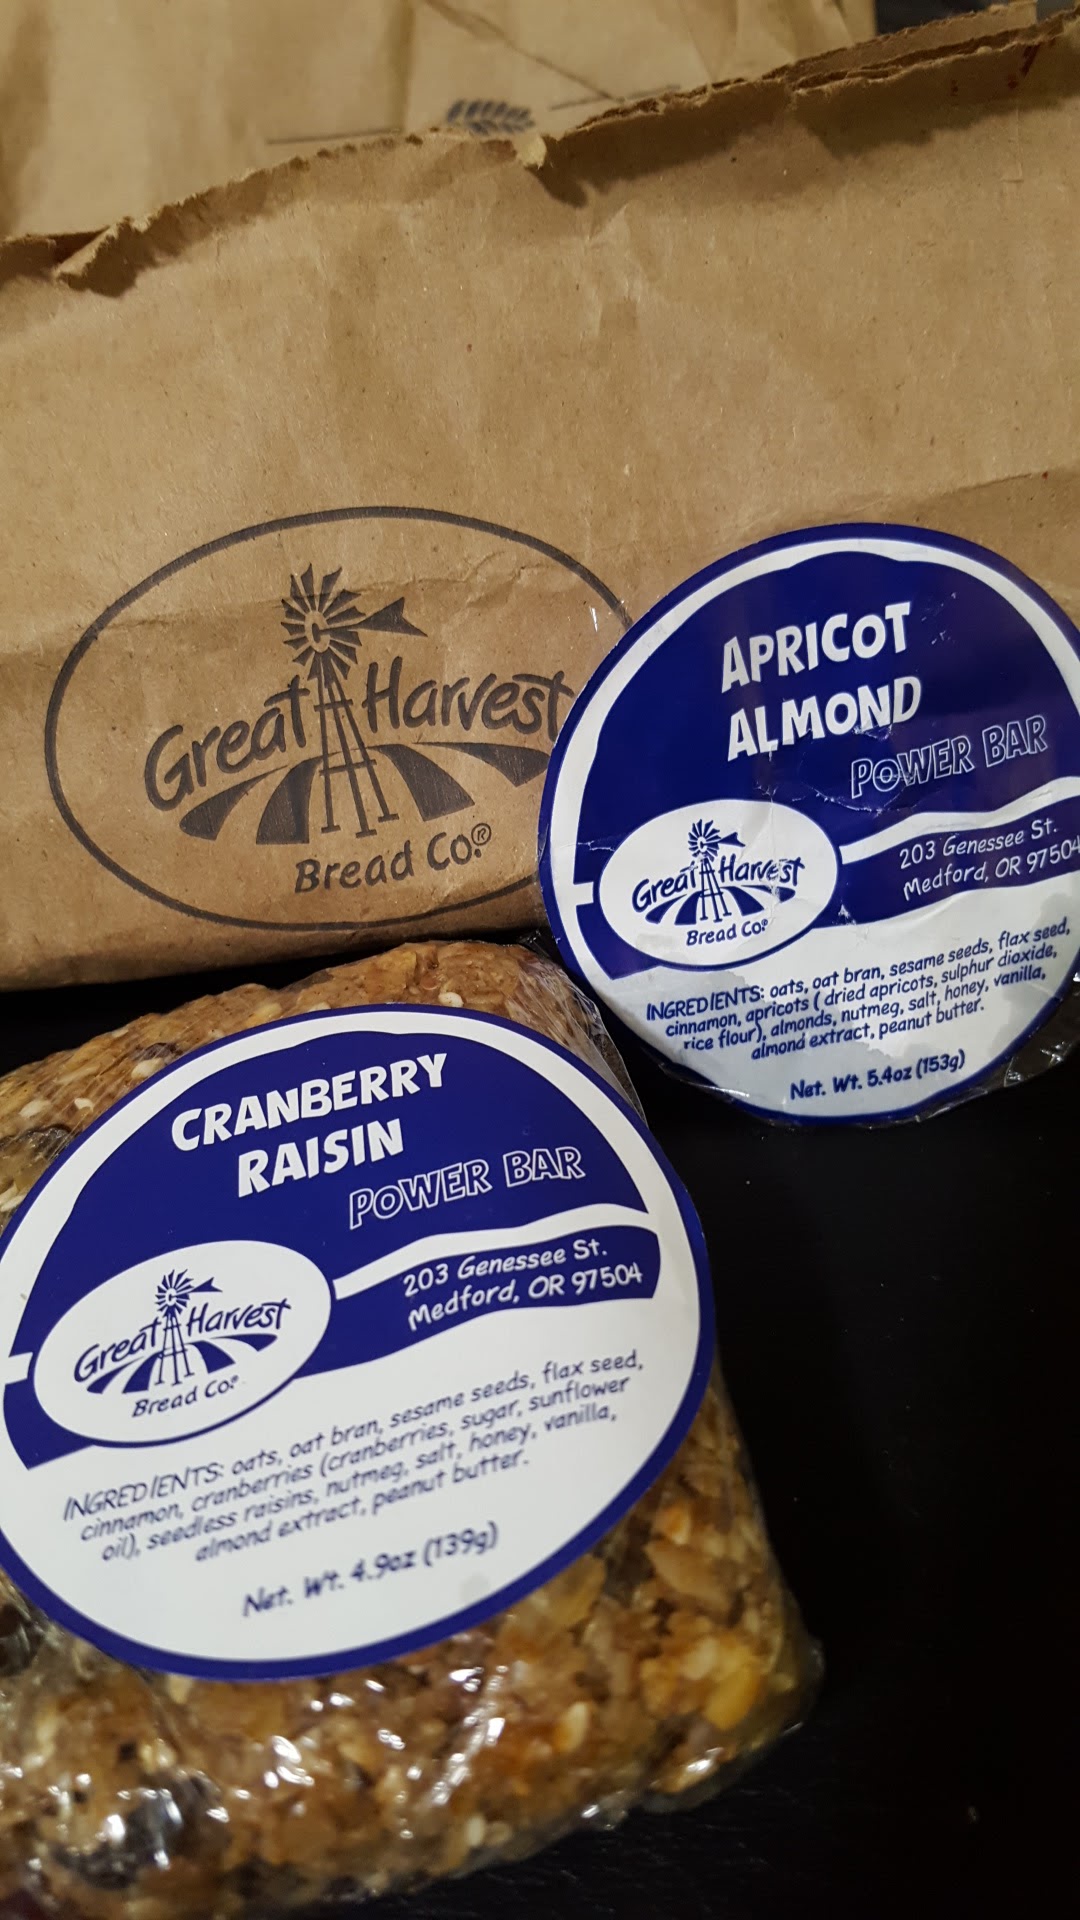 Great Harvest
Bread Co.®
APRICOT
ALMOND
POWER BAR
Great Harvest
Bread Co.®
203 Genessee St.
Medford, OR 97504
INGREDIENTS: oats, oat bran, sesame seeds, flax seed,
cinnamon, apricots ( dried apricots, sulphur dioxide,
rice flour), almonds, nutmeg, salt, honey, vanilla,
almond extract, peanut butter.
Net. Wt. 5.4oz (153g)
CRANBERRY
RAISIN
POWER BAR
Great Harvest
Bread Co.®
203 Genessee St.
Medford, OR 97504
INGREDIENTS: oats, oat bran, sesame seeds, flax seed,
cinnamon, cranberries (cranberries, sugar, sunflower
oil), seedless raisins, nutmeg, salt, honey, vanilla,
almond extract, peanut butter.
Net. Wt. 4.9oz (139g)